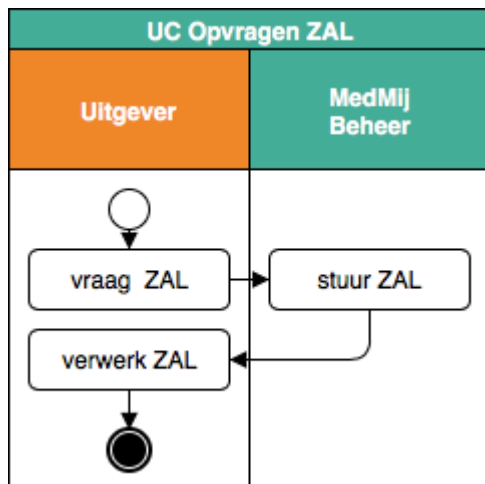 UC Opvragen ZAL
Uitgever
MedMij
Beheer
vraag ZAL
stuur ZAL
verwerk ZAL